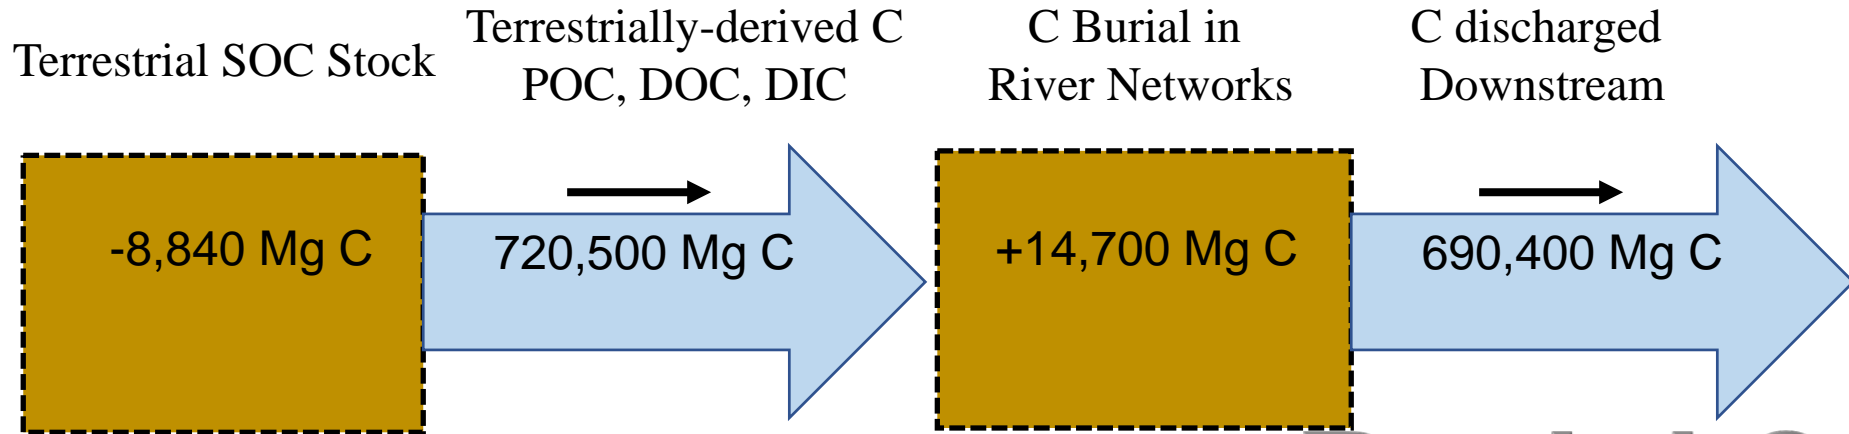 Terrestrial SOC Stock
Terrestrially-derived C
POC, DOC, DIC
C Burial in
River Networks
C discharged
Downstream
-8,840 Mg C
720,500 Mg C
+14,700 Mg C
690,400 Mg C